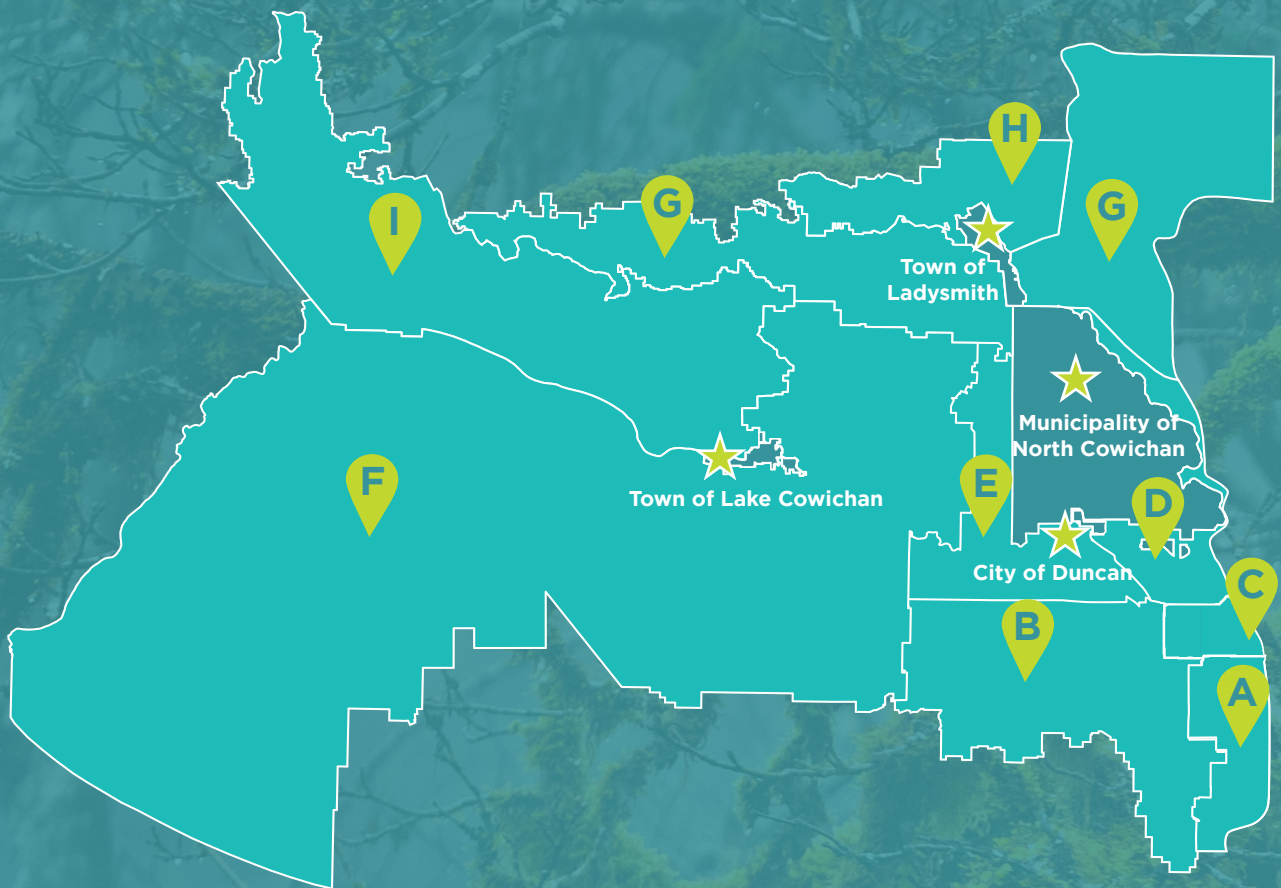 H
G
G
I
Town of
Ladysmith
Municipality of
North Cowichan
F
E
D
Town of Lake Cowichan
City of Duncan
C
B
A